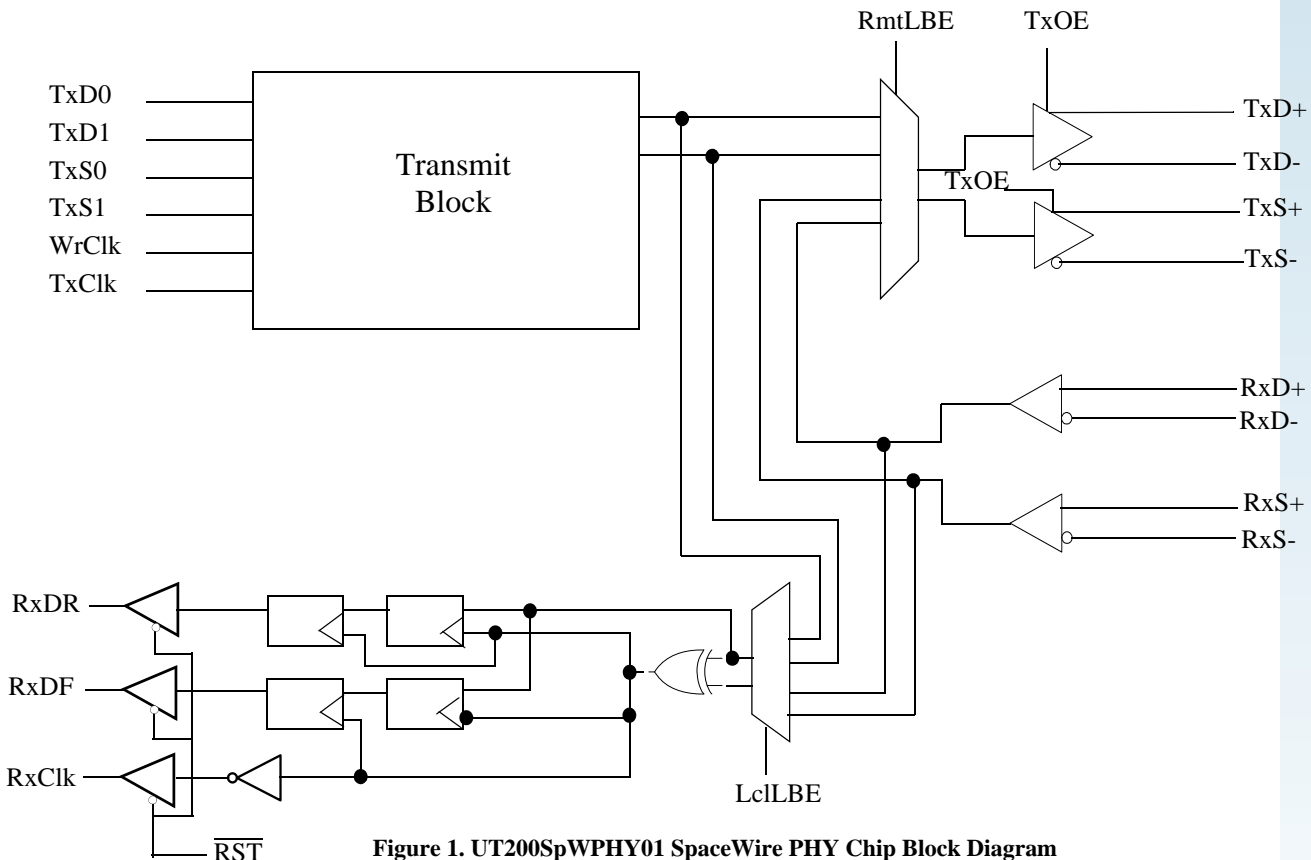 RmtLBE
TxOE
TxD0
TxD1
TxS0
TxS1
WrClk
TxClk
Transmit
Block
TxOE
TxD+
TxD-
TxS+
TxS-
RxD+
RxD-
RxS+
RxS-
RxDR
RxDF
RxClk
LclLBE
RST
Figure 1. UT200SpWPHY01 SpaceWire PHY Chip Block Diagram